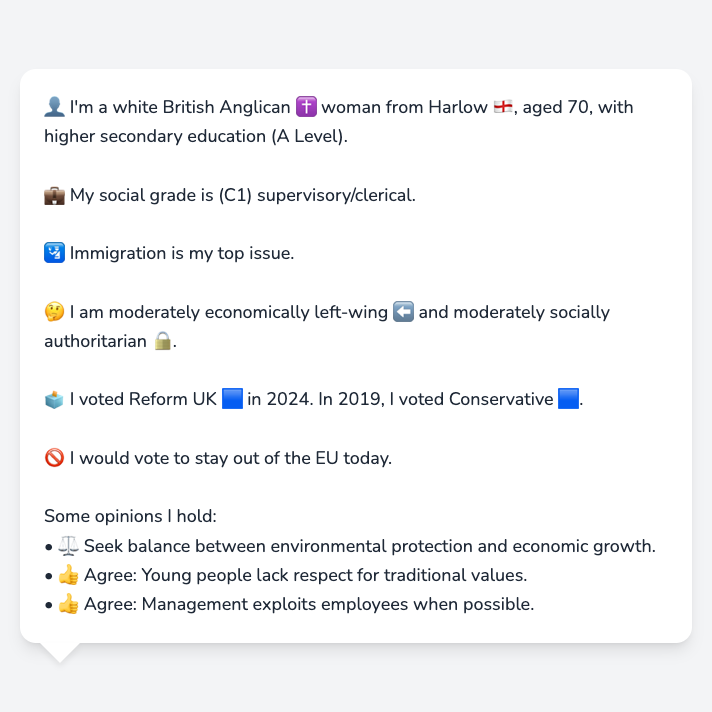 👤 I'm a white British Anglican ✝️ woman from Harlow 🏴󠁧󠁢󠁥󠁮󠁧󠁿, aged 70, with
higher secondary education (A Level).
💼 My social grade is (C1) supervisory/clerical.
🛂 Immigration is my top issue.
🤔 I am moderately economically left-wing ⬅️ and moderately socially
authoritarian 🔒.
🗳️ I voted Reform UK 🟦 in 2024. In 2019, I voted Conservative 🟦.
🚫 I would vote to stay out of the EU today.
Some opinions I hold:
• ⚖️ Seek balance between environmental protection and economic growth.
• 👍 Agree: Young people lack respect for traditional values.
• 👍 Agree: Management exploits employees when possible.